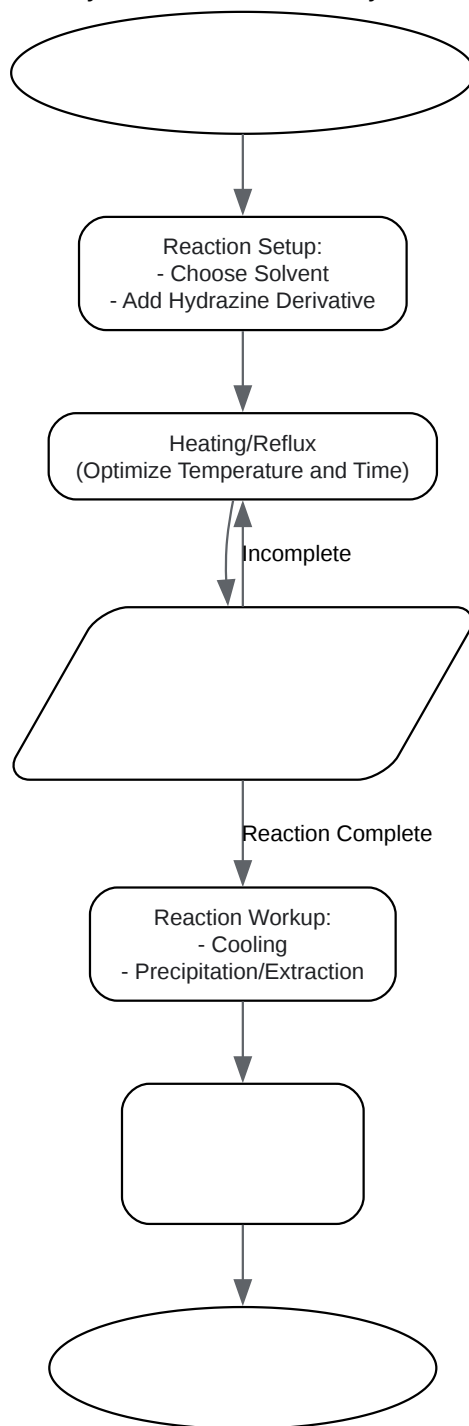 Reaction Setup:
- Choose Solvent
- Add Hydrazine Derivative
Heating/Reflux
(Optimize Temperature and Time)
Incomplete
Reaction Complete
Reaction Workup:
- Cooling
- Precipitation/Extraction